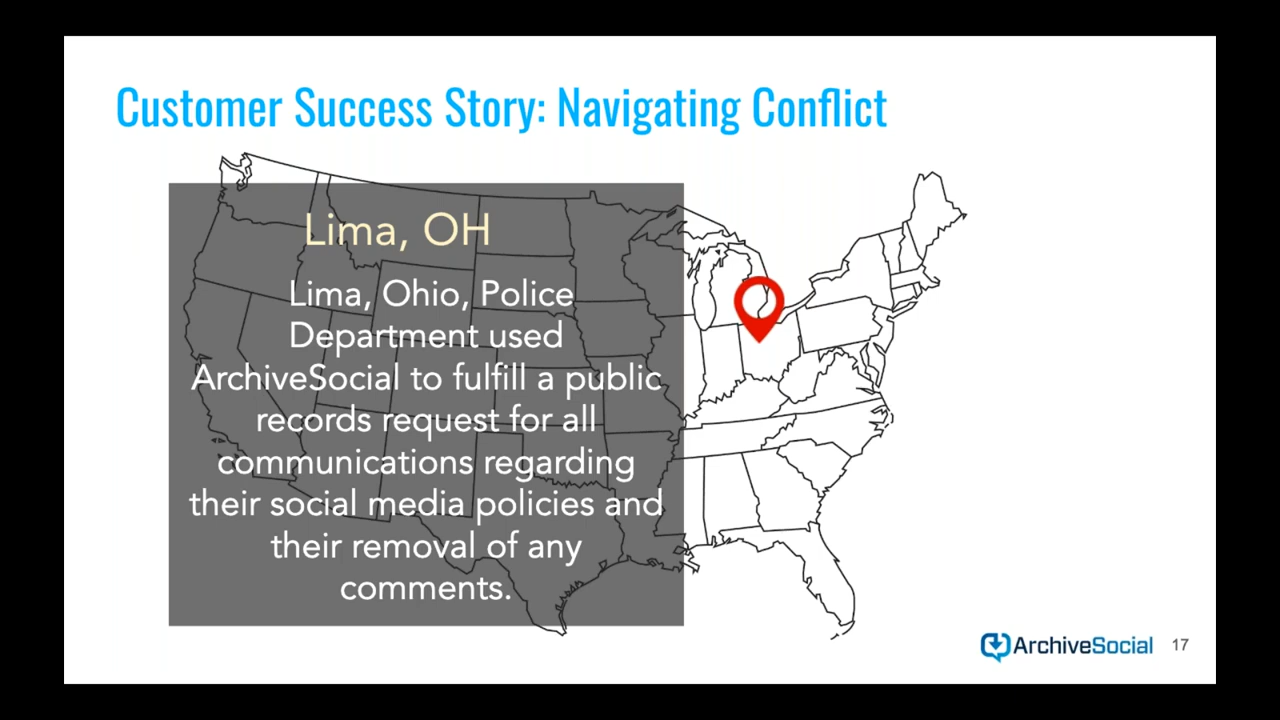 Customer Success Story: Navigating Conflict
Lima, OH
Lima, Ohio, Police
Department used
ArchiveSocial to fulfill a public
records request for all
communications regarding
their social media policies and
their removal of any
comments.
ArchiveSocial 17